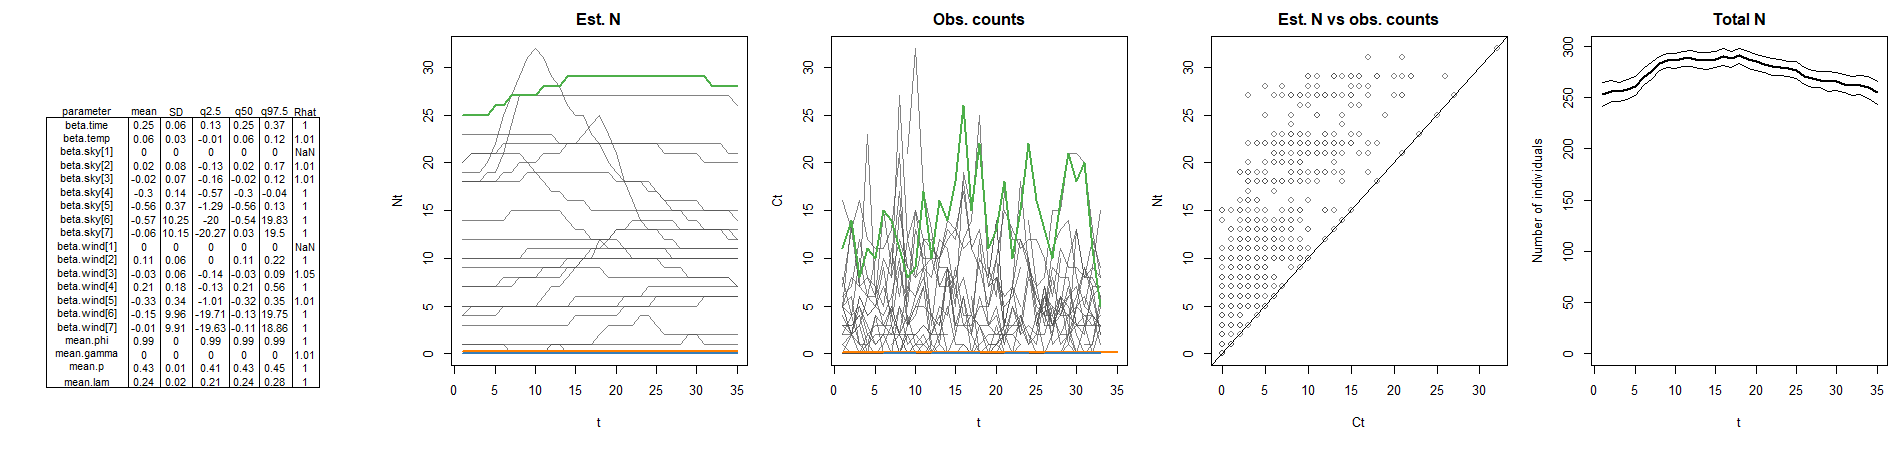 parameter mean SD q2.5 q50 q97.5 Rhat
beta.time 0.25 0.06 0.13 0.25 0.37 1
beta.temp 0.06 0.03 -0.01 0.06 0.12 1.01
beta.sky[1] 0 0 0 0 0 NaN
beta.sky[2] 0.02 0.08 -0.13 0.02 0.17 1.01
beta.sky[3] -0.02 0.07 -0.16 -0.02 0.12 1.01
beta.sky[4] -0.3 0.14 -0.57 -0.3 -0.04 1
beta.sky[5] -0.56 0.37 -1.29 -0.56 0.13 1
beta.sky[6] -0.57 10.25 -20 -0.54 19.83 1
beta.sky[7] -0.06 10.15 -20.27 0.03 19.5 1
beta.wind[1] 0 0 0 0 0 NaN
beta.wind[2] 0.11 0.06 0 0.11 0.22 1
beta.wind[3] -0.03 0.06 -0.14 -0.03 0.09 1.05
beta.wind[4] 0.21 0.18 -0.13 0.21 0.56 1
beta.wind[5] -0.33 0.34 -1.01 -0.32 0.35 1.01
beta.wind[6] -0.15 9.96 -19.71 -0.13 19.75 1
beta.wind[7] -0.01 9.91 -19.63 -0.11 18.86 1
mean.phi 0.99 0 0.99 0.99 0.99 1
mean.gamma 0 0 0 0 0 1.01
mean.p 0.43 0.01 0.41 0.43 0.45 1
mean.lam 0.24 0.02 0.21 0.24 0.28 1
Est. N
Nt
0 5 10 15 20 25 30
0 5 10 15 20 25 30 35
t
Obs. counts
Ct
0 5 10 15 20 25 30
0 5 10 15 20 25 30 35
t
Est. N vs obs. counts
Nt
0 5 10 15 20 25 30
0 5 10 15 20 25 30
Ct
Total N
Number of individuals
0 50 100 150 200 250 300
0 5 10 15 20 25 30 35
t